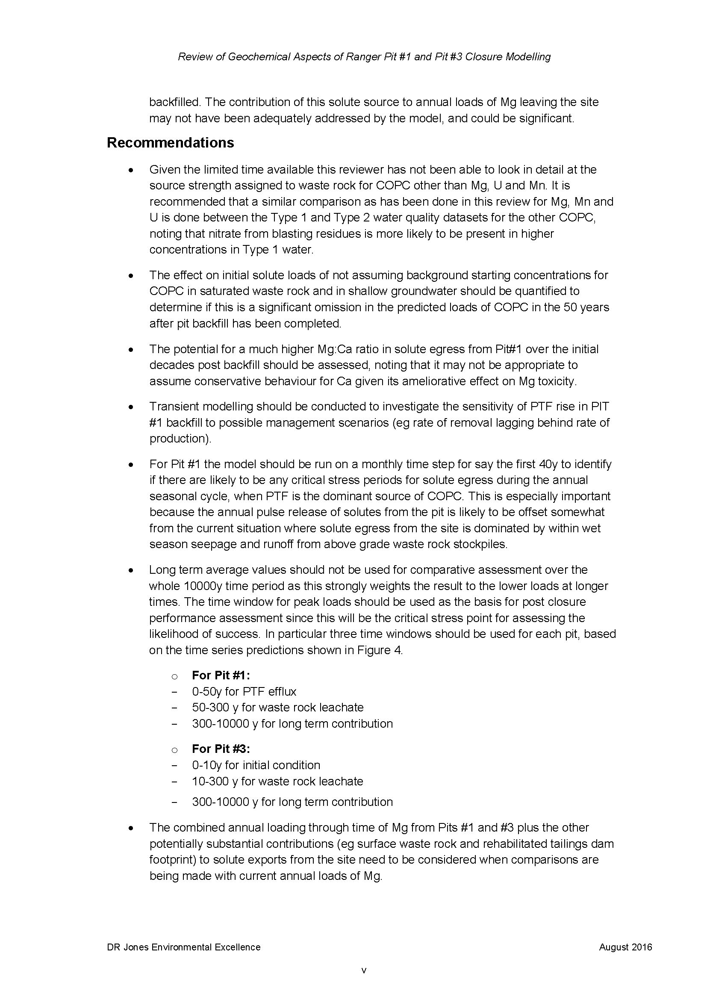 Review of Geochemical Aspects of Ranger Pit #1 and Pit #3 Closure Modelling
backfilled. The contribution of this solute source to annual loads of Mg leaving the site
may not have been adequately addressed by the model, and could be significant.
Recommendations
• Given the limited time available this reviewer has not been able to look in detail at the
source strength assigned to waste rock for COPC other than Mg, U and Mn. It is
recommended that a similar comparison as has been done in this review for Mg, Mn and
U is done between the Type 1 and Type 2 water quality datasets for the other COPC,
noting that nitrate from blasting residues is more likely to be present in higher
concentrations in Type 1 water.
• The effect on initial solute loads of not assuming background starting concentrations for
COPC in saturated waste rock and in shallow groundwater should be quantified to
determine if this is a significant omission in the predicted loads of COPC in the 50 years
after pit backfill has been completed.
• The potential for a much higher Mg:Ca ratio in solute egress from Pit#1 over the initial
decades post backfill should be assessed, noting that it may not be appropriate to
assume conservative behaviour for Ca given its ameliorative effect on Mg toxicity.
• Transient modelling should be conducted to investigate the sensitivity of PTF rise in PIT
#1 backfill to possible management scenarios (eg rate of removal lagging behind rate of
production).
• For Pit #1 the model should be run on a monthly time step for say the first 40y to identify
if there are likely to be any critical stress periods for solute egress during the annual
seasonal cycle, when PTF is the dominant source of COPC. This is especially important
because the annual pulse release of solutes from the pit is likely to be offset somewhat
from the current situation where solute egress from the site is dominated by within wet
season seepage and runoff from above grade waste rock stockpiles.
• Long term average values should not be used for comparative assessment over the
whole 10000y time period as this strongly weights the result to the lower loads at longer
times. The time window for peak loads should be used as the basis for post closure
performance assessment since this will be the critical stress point for assessing the
likelihood of success. In particular three time windows should be used for each pit, based
on the time series predictions shown in Figure 4.
○ For Pit #1:
− 0-50y for PTF efflux
− 50-300 y for waste rock leachate
− 300-10000 y for long term contribution
○ For Pit #3:
− 0-10y for initial condition
− 10-300 y for waste rock leachate
− 300-10000 y for long term contribution
• The combined annual loading through time of Mg from Pits #1 and #3 plus the other
potentially substantial contributions (eg surface waste rock and rehabilitated tailings dam
footprint) to solute exports from the site need to be considered when comparisons are
being made with current annual loads of Mg.
DR Jones Environmental Excellence August 2016
v